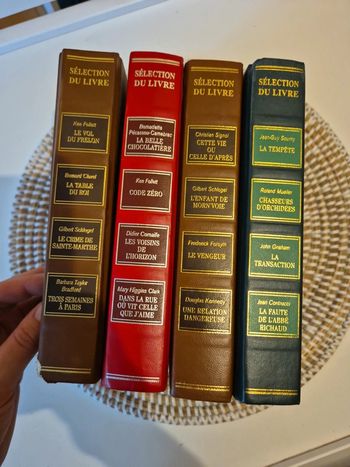 SÉLECTION
DU LIVRE
Ken Follett
LE VOL
DU FRELON
Bernard Clavel
LA TABLE
DU ROI
Gilbert Schlogel
LE CRIME DE
SAINTE-MARTHE
Barbara Taylor
Bradford
TROIS SEMAINES
À PARIS
SÉLECTION
DU LIVRE
Bernadette
Pécassou-Camebrac
LA BELLE
CHOCOLATIÈRE
Ken Follett
CODE ZÉRO
Didier Cornaille
LES VOISINS
DE
L'HORIZON
Mary Higgins Clark
DANS LA RUE
OÙ VIT CELLE
QUE J'AIME
SÉLECTION
DU LIVRE
Christian Signol
CETTE VIE
OU
CELLE D'APRÈS
Gilbert Schlogel
L'ENFANT DE
MORNVOIE
Frederick Forsyth
LE VENGEUR
Douglas Kennedy
UNE RELATION
DANGEREUSE
SÉLECTION
DU LIVRE
Jean-Guy Soumy
LA TEMPÊTE
Roland Mueller
CHASSEURS
D'ORCHIDÉES
John Grisham
LA
TRANSACTION
Jean Contrucci
LA FAUTE
DE L'ABBÉ
RICHAUD